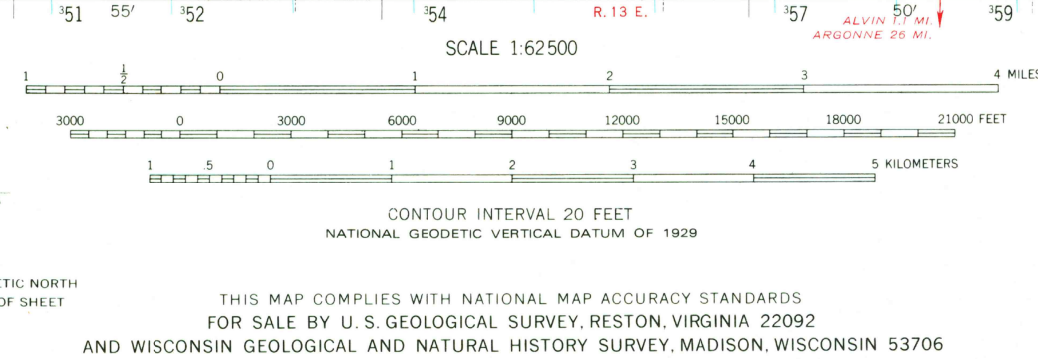 ³51 55′ ³52 ³54 R. 13 E. ³57 50′ ³59
ALVIN 1.1 MI.
ARGONNE 26 MI.
SCALE 1:62500
1 ½ 0 1 2 3 4 MILES
3000 0 3000 6000 9000 12000 15000 18000 21000 FEET
1 .5 0 1 2 3 4 5 KILOMETERS
CONTOUR INTERVAL 20 FEET
NATIONAL GEODETIC VERTICAL DATUM OF 1929
ETIC NORTH
OF SHEET
THIS MAP COMPLIES WITH NATIONAL MAP ACCURACY STANDARDS
FOR SALE BY U. S. GEOLOGICAL SURVEY, RESTON, VIRGINIA 22092
AND WISCONSIN GEOLOGICAL AND NATURAL HISTORY SURVEY, MADISON, WISCONSIN 53706